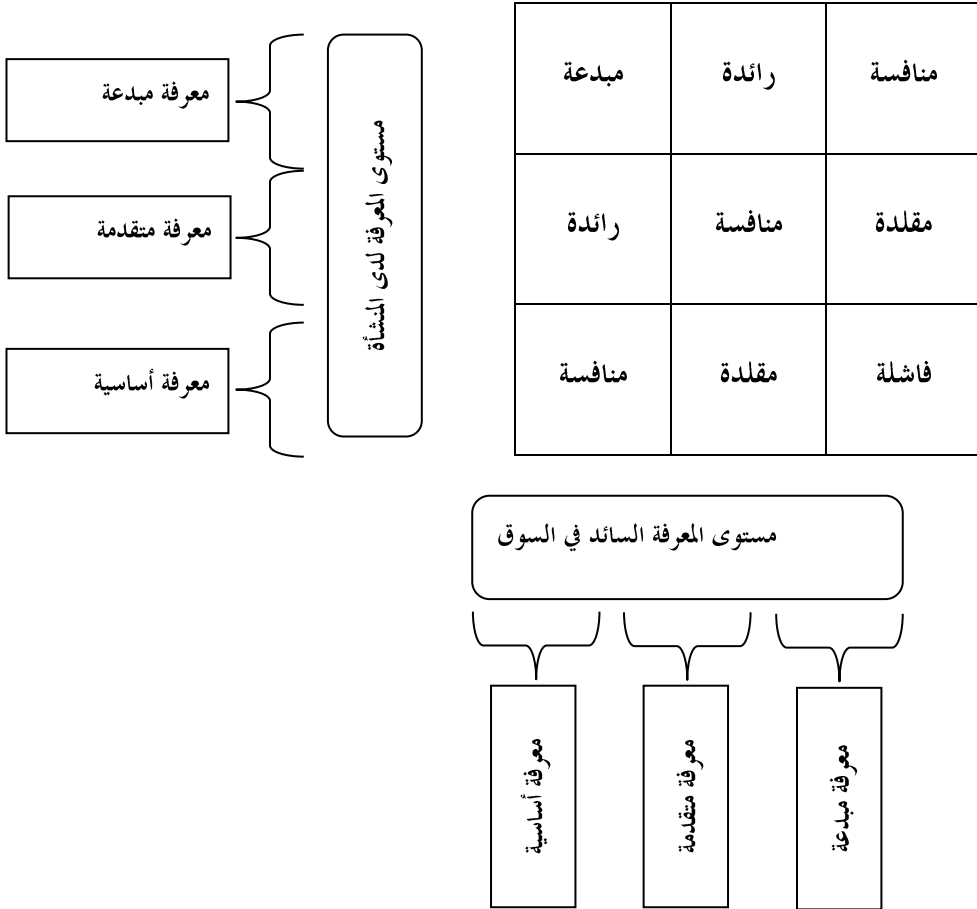 منافسة
رائدة
مبدعة
مقلدة
منافسة
رائدة
فاشلة
مقلدة
منافسة
مستوى المعرفة لدى المنشأة
معرفة مبدعة
معرفة متقدمة
معرفة أساسية
مستوى المعرفة السائد في السوق
معرفة مبدعة
معرفة متقدمة
معرفة أساسية